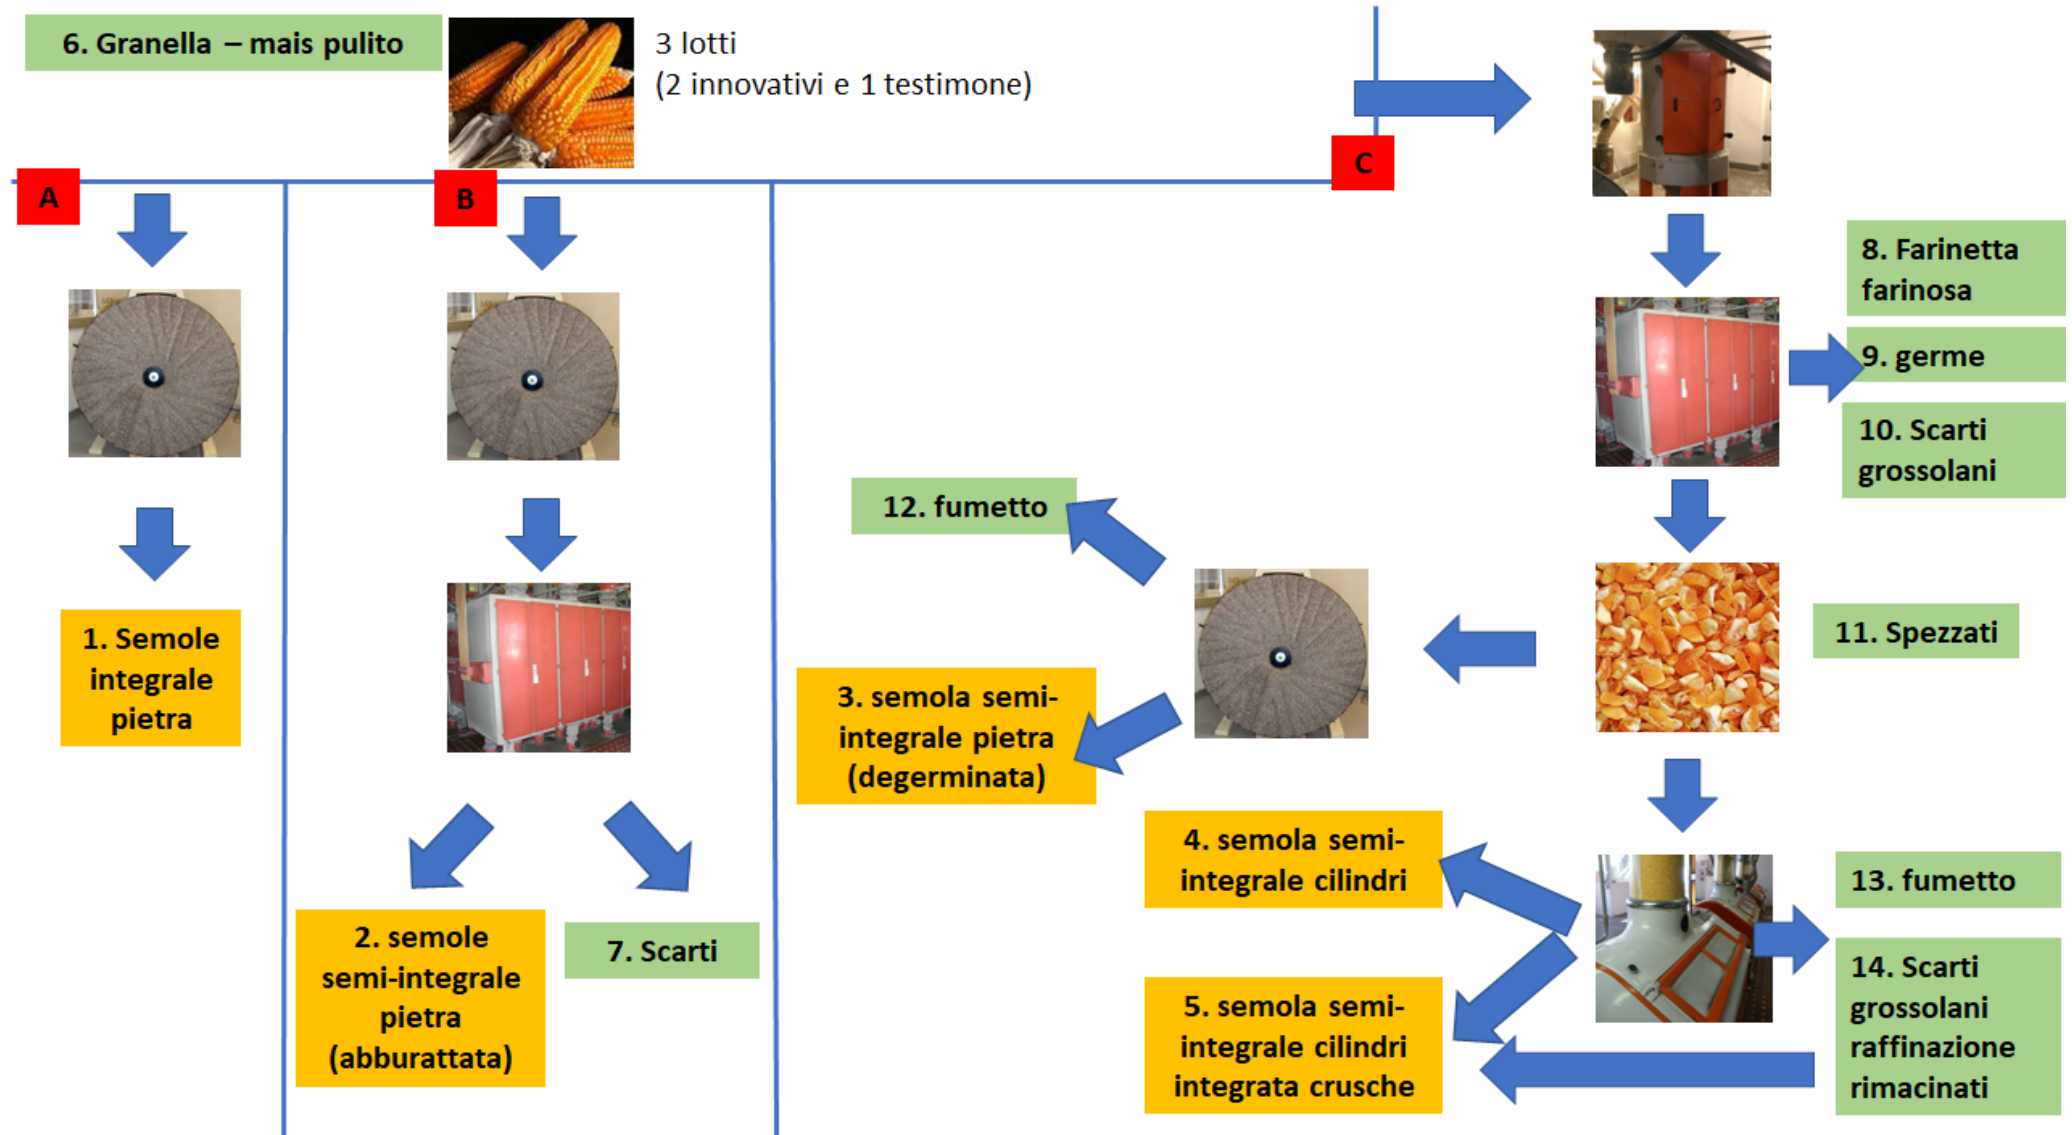 6. Granella – mais pulito
3 lotti
(2 innovativi e 1 testimone)
A
B
C
1. Semole
integrale
pietra
2. semole
semi-integrale
pietra
(abburattata)
7. Scarti
8. Farinetta
farinosa
9. germe
10. Scarti
grossolani
11. Spezzati
12. fumetto
3. semola semi-
integrale pietra
(degerminata)
4. semola semi-
integrale cilindri
5. semola semi-
integrale cilindri
integrata crusche
13. fumetto
14. Scarti
grossolani
raffinazione
rimacinati